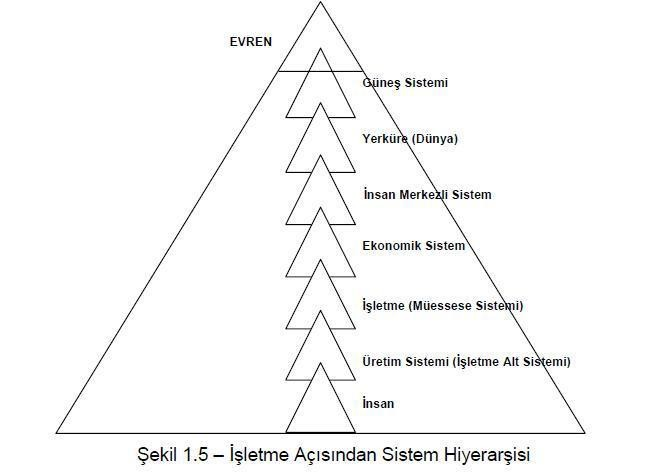 EVREN
Güneş Sistemi
Yerküre (Dünya)
İnsan Merkezli Sistem
Ekonomik Sistem
İşletme (Müessese Sistemi)
Üretim Sistemi (İşletme Alt Sistemi)
İnsan
Şekil 1.5 – İşletme Açısından Sistem Hiyerarşisi